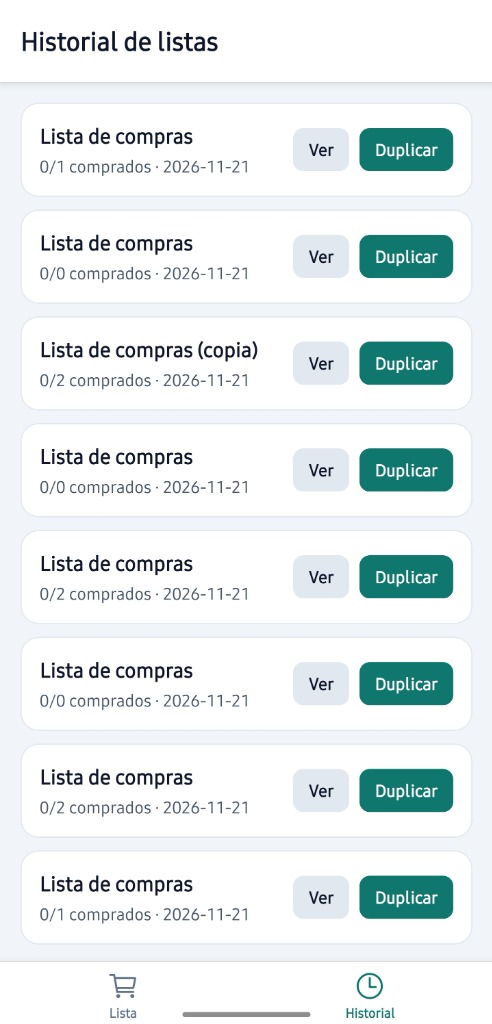 Historial de listas
Lista de compras
0/1 comprados · 2026-11-21
Ver
Duplicar
Lista de compras
0/0 comprados · 2026-11-21
Ver
Duplicar
Lista de compras (copia)
0/2 comprados · 2026-11-21
Ver
Duplicar
Lista de compras
0/0 comprados · 2026-11-21
Ver
Duplicar
Lista de compras
0/2 comprados · 2026-11-21
Ver
Duplicar
Lista de compras
0/0 comprados · 2026-11-21
Ver
Duplicar
Lista de compras
0/2 comprados · 2026-11-21
Ver
Duplicar
Lista de compras
0/1 comprados · 2026-11-21
Ver
Duplicar
Lista
Historial